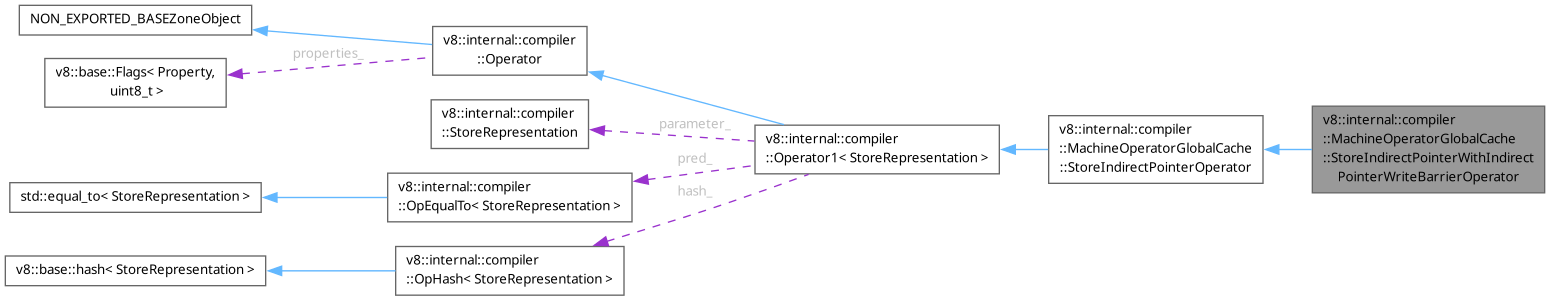 NON_EXPORTED_BASEZoneObject
v8::base::Flags< Property,
uint8_t >
properties_
v8::internal::compiler
::Operator
v8::internal::compiler
::StoreRepresentation
parameter_
std::equal_to< StoreRepresentation >
v8::internal::compiler
::OpEqualTo< StoreRepresentation >
pred_
v8::base::hash< StoreRepresentation >
v8::internal::compiler
::OpHash< StoreRepresentation >
hash_
v8::internal::compiler
::Operator1< StoreRepresentation >
v8::internal::compiler
::MachineOperatorGlobalCache
::StoreIndirectPointerOperator
v8::internal::compiler
::MachineOperatorGlobalCache
::StoreIndirectPointerWithIndirect
PointerWriteBarrierOperator